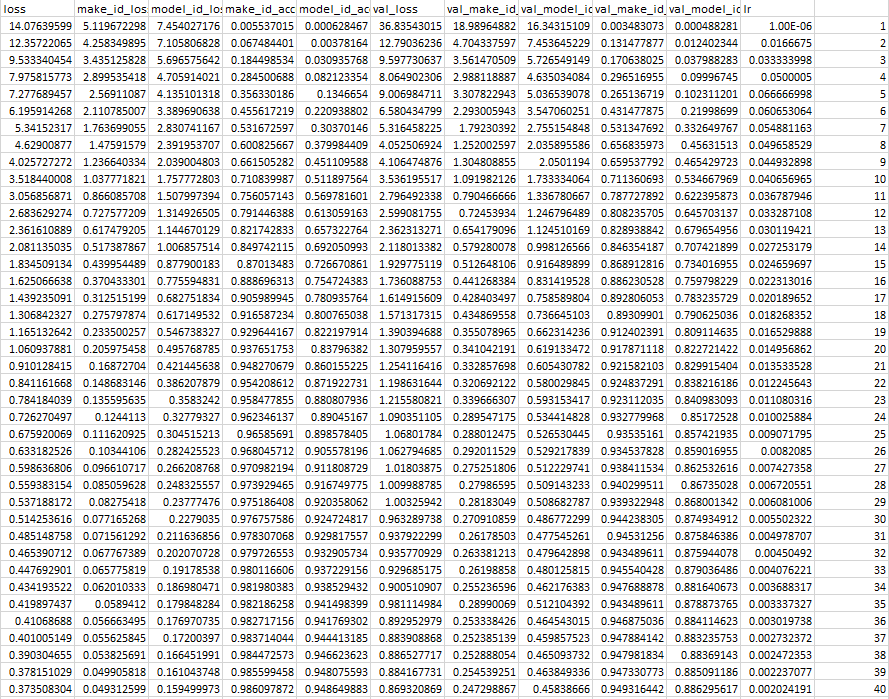 loss make_id_los model_id_los make_id_acc model_id_ac val_loss val_make_id val_model_id val_make_id_ val_model_id lr
14.07639599 5.119672298 7.454027176 0.005537015 0.000628467 36.83543015 18.98964882 16.34315109 0.003483073 0.000488281 1.00E-06 1
12.35722065 4.258349895 7.105806828 0.067484401 0.00378164 12.79036236 4.704337597 7.453645229 0.131477877 0.012402344 0.0166675 2
9.533340454 3.435125828 5.696575642 0.184498534 0.030935768 9.597730637 3.561470509 5.726549149 0.170638025 0.037988283 0.033333998 3
7.975815773 2.899535418 4.705914021 0.284500688 0.082123354 8.064902306 2.988118887 4.635034084 0.296516955 0.09996745 0.0500005 4
7.277689457 2.56911087 4.135101318 0.356330186 0.1346654 9.006984711 3.307822943 5.036539078 0.265136719 0.102311201 0.066666998 5
6.195914268 2.110785007 3.389690638 0.455617219 0.220938802 6.580434799 2.293005943 3.547060251 0.431477875 0.21998699 0.060653064 6
5.34152317 1.763699055 2.830741167 0.531672597 0.30370146 5.316458225 1.79230392 2.755154848 0.531347692 0.332649767 0.054881163 7
4.62900877 1.47591579 2.391953707 0.600825667 0.379984409 4.052506924 1.252002597 2.035895586 0.656835973 0.45631513 0.049658529 8
4.025727272 1.236640334 2.039004803 0.661505282 0.451109588 4.106474876 1.304808855 2.0501194 0.659537792 0.465429723 0.044932898 9
3.518440008 1.037771821 1.757772803 0.710839987 0.511897564 3.536195517 1.091982126 1.733334064 0.711360693 0.534667969 0.040656965 10
3.056856871 0.866085708 1.507997394 0.756057143 0.569781601 2.796492338 0.790466666 1.336780667 0.787727892 0.622395873 0.036787946 11
2.683629274 0.727577209 1.314926505 0.791446388 0.613059163 2.599081755 0.72453934 1.246796489 0.808235705 0.645703137 0.033287108 12
2.361610889 0.617479205 1.144670129 0.821742833 0.657322764 2.362313271 0.654179096 1.124510169 0.828938842 0.679654956 0.030119421 13
2.081135035 0.517387867 1.006857514 0.849742115 0.692050993 2.118013382 0.579280078 0.998126566 0.846354187 0.707421899 0.027253179 14
1.834509134 0.439954489 0.877900183 0.87013483 0.726670861 1.929775119 0.512648106 0.916489899 0.868912816 0.734016955 0.024659697 15
1.625066638 0.370433301 0.775594831 0.888696313 0.754724383 1.736088753 0.441268384 0.831419528 0.886230528 0.759798229 0.022313016 16
1.439235091 0.312515199 0.682751834 0.905989945 0.780935764 1.614915609 0.428403497 0.758589804 0.892806053 0.783235729 0.020189652 17
1.306842327 0.275797874 0.617149532 0.916587234 0.800765038 1.571317315 0.434869558 0.736645103 0.89309901 0.790625036 0.018268352 18
1.165132642 0.233500257 0.546738327 0.929644167 0.822197914 1.390394688 0.355078965 0.662314236 0.912402391 0.809114635 0.016529888 19
1.060937881 0.205975458 0.495768785 0.937651753 0.83796382 1.307959557 0.341042191 0.619133472 0.917871118 0.822721422 0.014956862 20
0.910128415 0.16872704 0.421445638 0.948270679 0.860155225 1.254116416 0.332857698 0.605430782 0.921582103 0.829915404 0.013533528 21
0.841161668 0.148683146 0.386207879 0.954208612 0.871922731 1.198631644 0.320692122 0.580029845 0.924837291 0.838216186 0.012245643 22
0.784184039 0.135595635 0.3583242 0.958477855 0.880807936 1.215580821 0.339666307 0.593153417 0.923112035 0.840983093 0.011080316 23
0.726270497 0.1244113 0.32779327 0.962346137 0.89045167 1.090351105 0.289547175 0.534414828 0.932779968 0.85172528 0.010025884 24
0.675920069 0.111620925 0.304515213 0.96585691 0.898578405 1.06801784 0.288012475 0.526530445 0.93535161 0.857421935 0.009071795 25
0.633182526 0.10344106 0.282425523 0.968045712 0.905578196 1.062794685 0.292011529 0.529217839 0.934537828 0.859016955 0.0082085 26
0.598636806 0.096610717 0.266208768 0.970982194 0.911808729 1.01803875 0.275251806 0.512229741 0.938411534 0.862532616 0.007427358 27
0.559383154 0.085059628 0.248325557 0.973929465 0.916749775 1.009988785 0.27986595 0.509143233 0.940299511 0.86735028 0.006720551 28
0.537188172 0.08275418 0.23777476 0.975186408 0.920358062 1.00325942 0.28183049 0.508682787 0.939322948 0.868001342 0.006081006 29
0.514253616 0.077165268 0.2279035 0.976757586 0.924724817 0.963289738 0.270910859 0.486772299 0.944238305 0.874934912 0.005502322 30
0.485148758 0.071561292 0.211636856 0.978307068 0.929817557 0.937922299 0.26178503 0.477545261 0.94531256 0.875846386 0.004978707 31
0.465390712 0.067767389 0.202070728 0.979726553 0.932905734 0.935770929 0.263381213 0.479642898 0.943489611 0.875944078 0.00450492 32
0.447692901 0.065775819 0.19178538 0.980116606 0.937229156 0.929685175 0.26198858 0.480125815 0.945540428 0.879036486 0.004076221 33
0.434193522 0.062010333 0.186980471 0.981980383 0.938529432 0.900510907 0.255236596 0.462176383 0.947688878 0.881640673 0.003688317 34
0.419897437 0.0589412 0.179848284 0.982186258 0.941498399 0.981114984 0.28990069 0.512104392 0.943489611 0.878873765 0.003337327 35
0.41068688 0.056663495 0.176970735 0.982717156 0.941769302 0.892952979 0.253338426 0.464543015 0.946875036 0.884114623 0.003019738 36
0.401005149 0.055625845 0.17200397 0.983714044 0.944413185 0.883908868 0.252385139 0.459857523 0.947884142 0.883235755 0.002732372 37
0.390304655 0.053825691 0.166451991 0.984472573 0.946623623 0.886527717 0.252888054 0.465093732 0.947981834 0.88369143 0.002472353 38
0.378151029 0.049905818 0.161043748 0.985599458 0.948075593 0.884167731 0.254539251 0.463849336 0.947330773 0.885091186 0.002237077 39
0.373508304 0.049312599 0.159499973 0.986097872 0.948649883 0.869320869 0.247298867 0.45838666 0.949316442 0.886295617 0.002024191 40